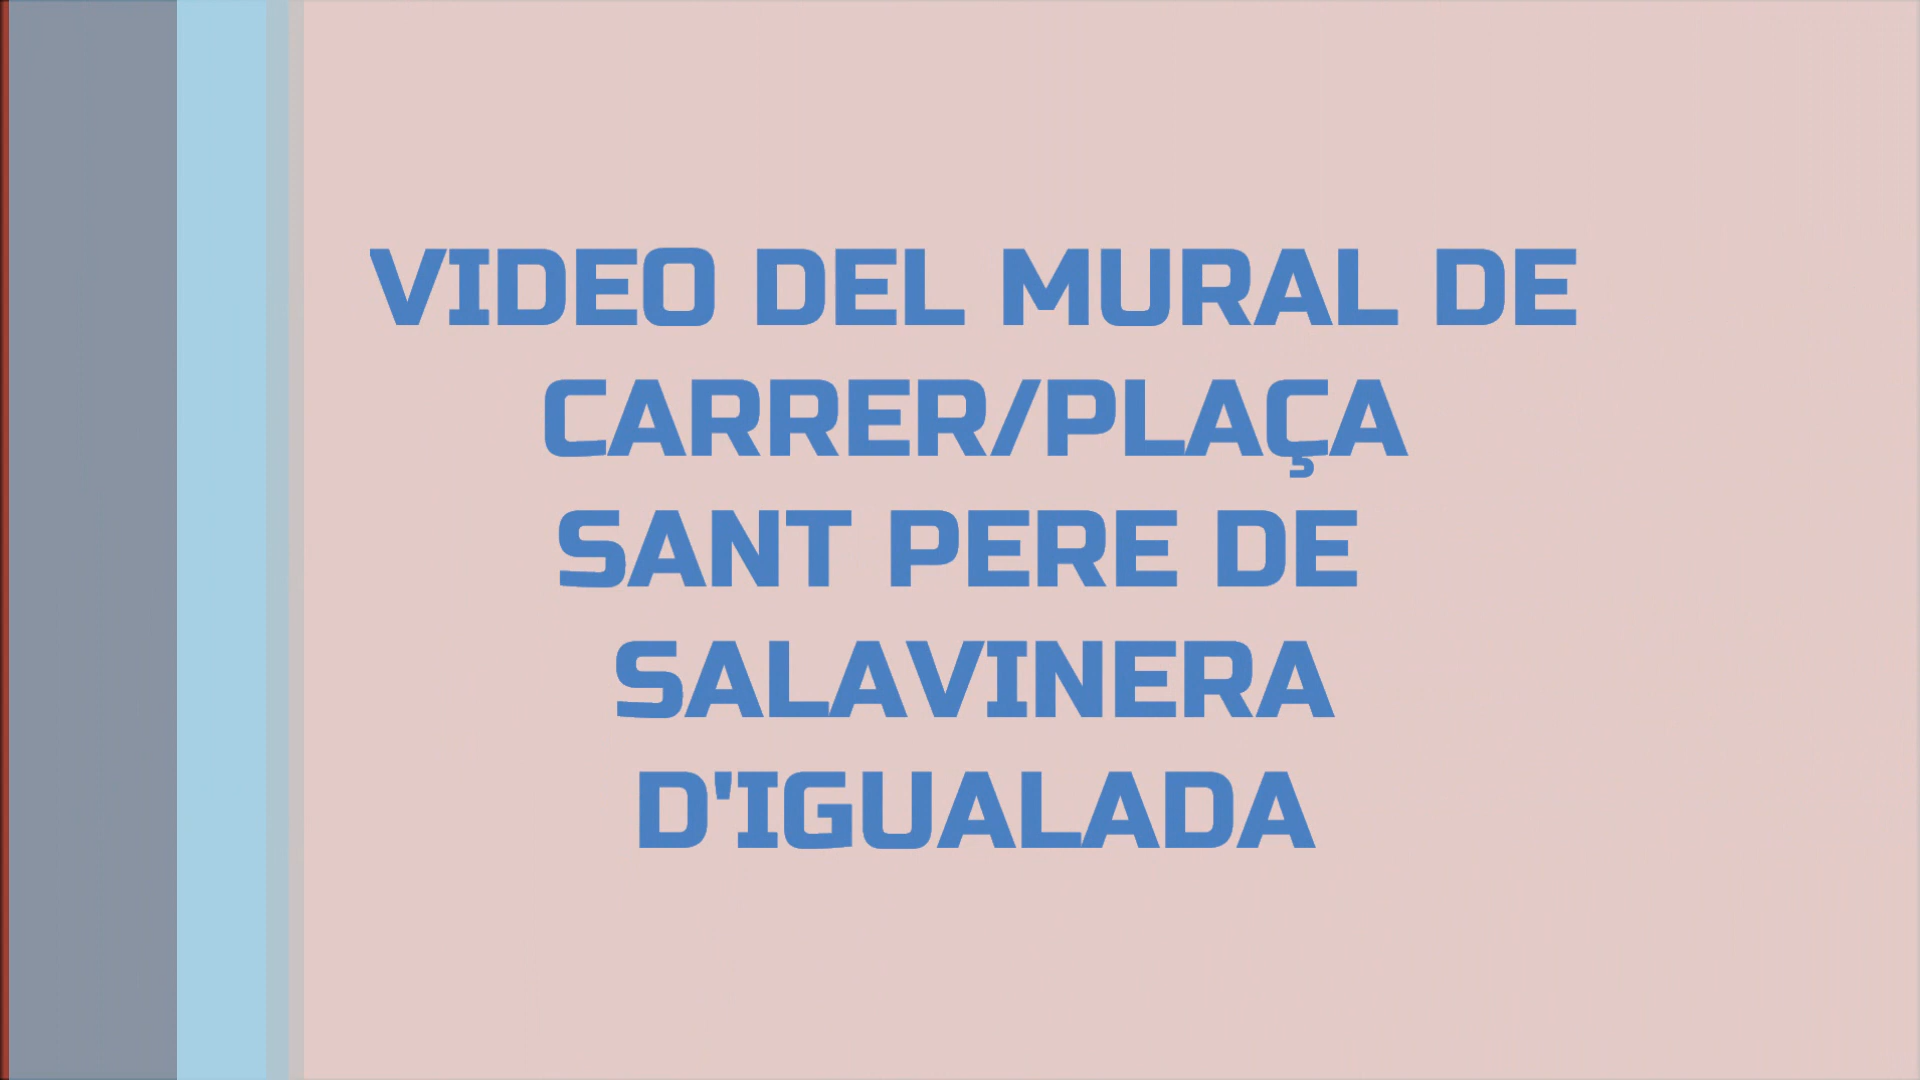 VIDEO DEL MURAL DE
CARRER/PLAÇA
SANT PERE DE
SALAVINERA
D'IGUALADA